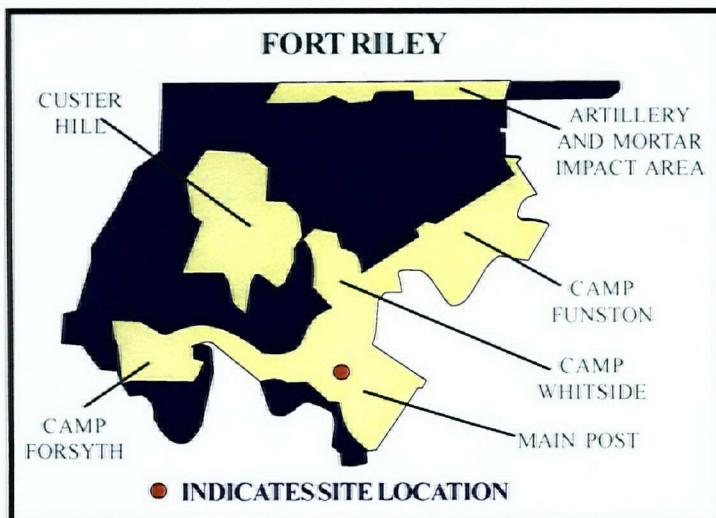 FORT RILEY
CUSTER
HILL
ARTILLERY
AND MORTAR
IMPACT AREA
CAMP
FUNSTON
CAMP
WHITSIDE
CAMP
FORSYTH
MAIN POST
INDICATES SITE LOCATION